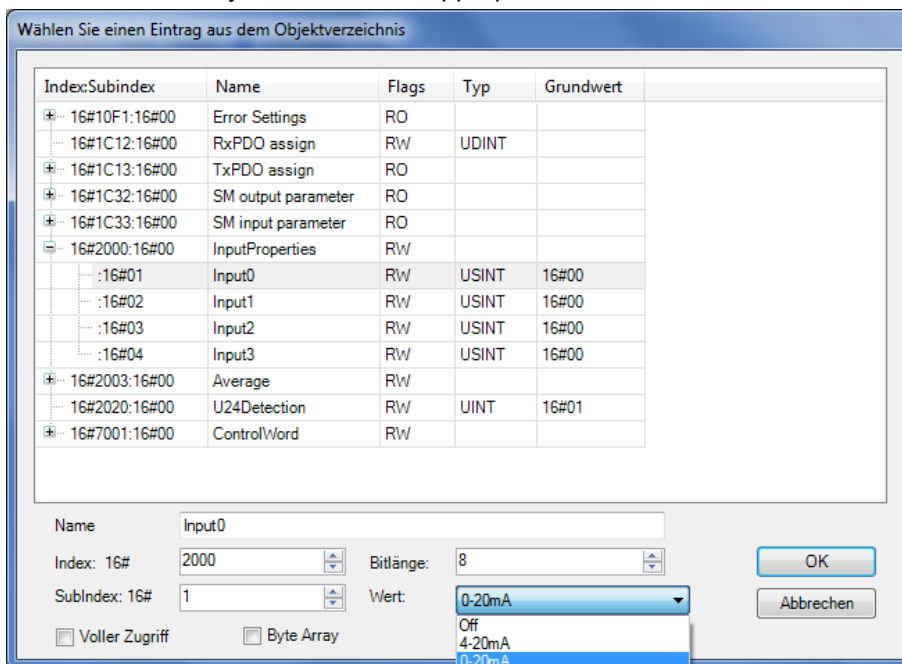 Wählen Sie einen Eintrag aus dem Objektverzeichnis
Index:Subindex Name Flags Typ Grundwert
16#10F1:16#00 Error Settings RO
16#1C12:16#00 RxPDO assign RW UDINT
16#1C13:16#00 TxPDO assign RO
16#1C32:16#00 SM output parameter RO
16#1C33:16#00 SM input parameter RO
16#2000:16#00 InputProperties RW
:16#01 Input0 RW USINT 16#00
:16#02 Input1 RW USINT 16#00
:16#03 Input2 RW USINT 16#00
:16#04 Input3 RW USINT 16#00
16#2003:16#00 Average RW
16#2020:16#00 U24Detection UINT 16#01
16#7001:16#00 ControlWord RW
Name Input0
Index: 16# 2000 Bitlänge: 8 OK
SubIndex: 16# 1 Wert: 0-20mA Abbrechen
Off
Voller Zugriff Byte Array 4-20mA
0-20mA